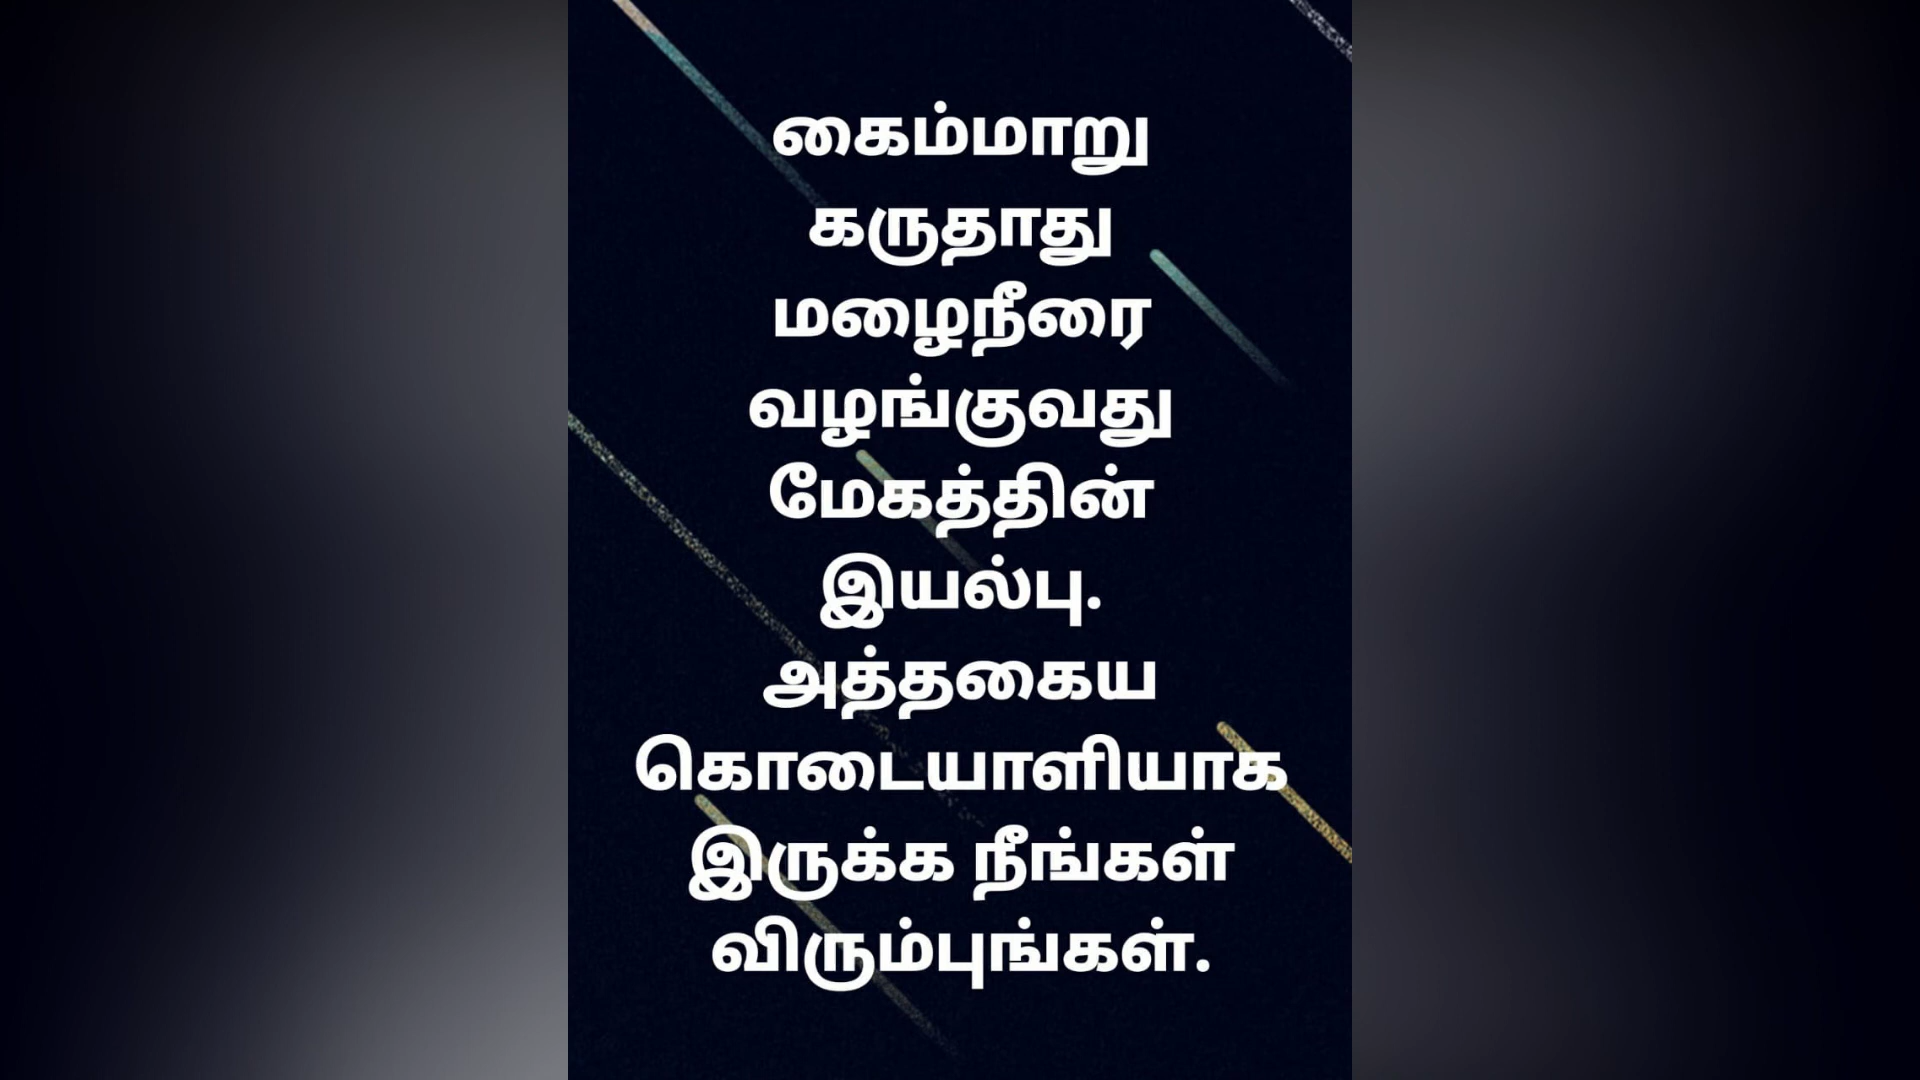 கைம்மாறு
கருதாது
மழைநீரை
வழங்குவது
மேகத்தின்
இயல்பு.
அத்தகைய
கொடையாளியாக
இருக்க நீங்கள்
விரும்புங்கள்.